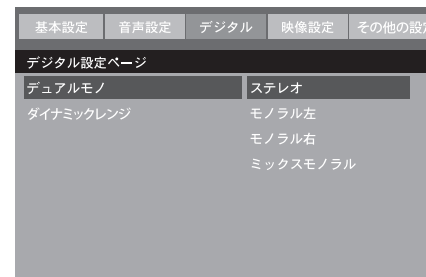 基本設定 音声設定 デジタル 映像設定 その他の設
デジタル設定ページ
デュアルモノ ステレオ
ダイナミックレンジ モノラル左
モノラル右
ミックスモノラル